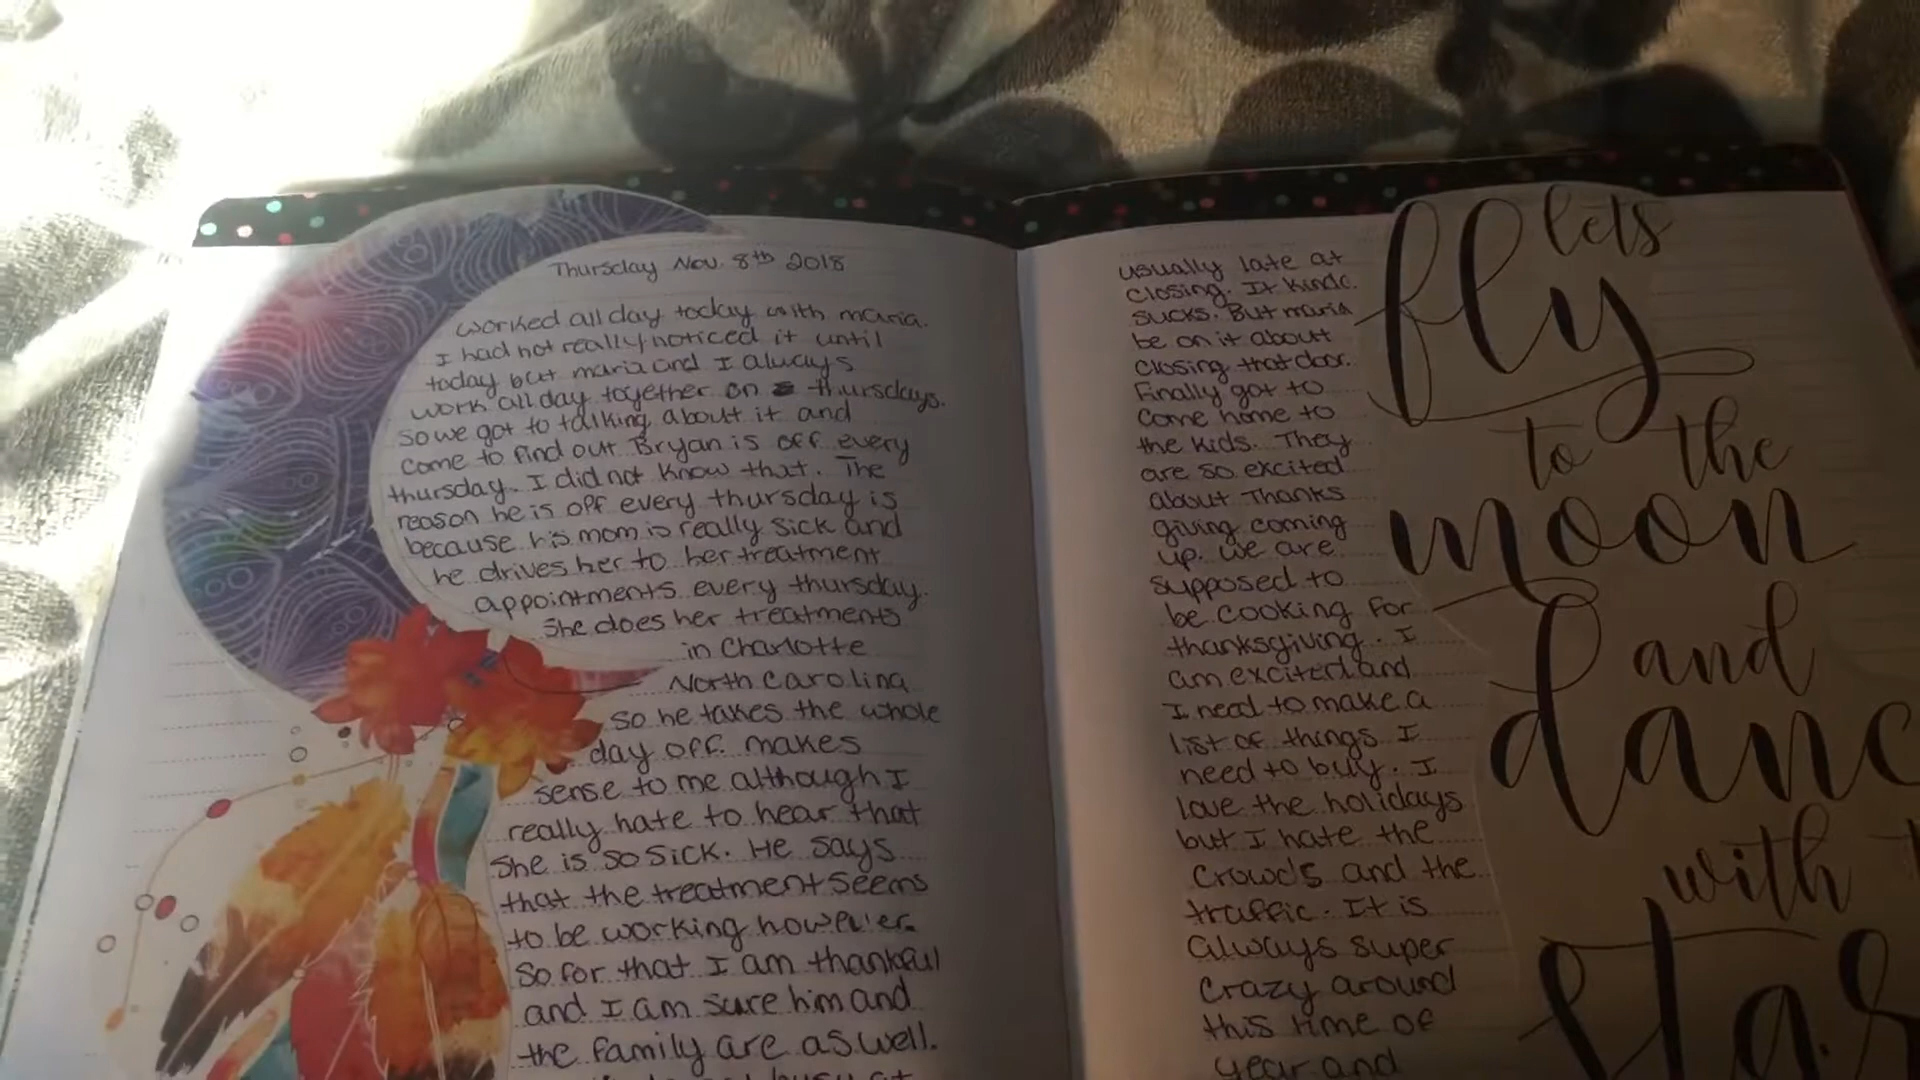 Thursday Nov. 8th 2018
worked all day today with maria.
I had not really noticed it until
today but maria and I always
work all day together on thursdays.
so we got to talking about it and
come to find out Bryan is off every
thursday. I did not know that. The
reason he is off every thursday is
because his mom is really sick and
he drives her to her treatment
appointments every thursday.
She does her treatments
in Charlotte
North Carolina
so he takes the whole
day off. makes
sense to me although I
really hate to hear that
She is so sick. He says
that the treatment seems
to be working however.
So for that I am thankful
and I am sure him and
the family are as well.
busy at
usually late at
closing. It kinda
sucks. But maria
be on it about
closing that door.
Finally got to
come home to
the kids. They
are so excited
about Thanks
giving coming
up. we are
supposed to
be cooking for
thanksgiving. I
am excited and
I need to make a
list of things I
need to buy. I
love the holidays
but I hate the
crowds and the
traffic. It is
always super
crazy around
this time of
year and
lets
fly
to the
moon
and
danc
with t
star